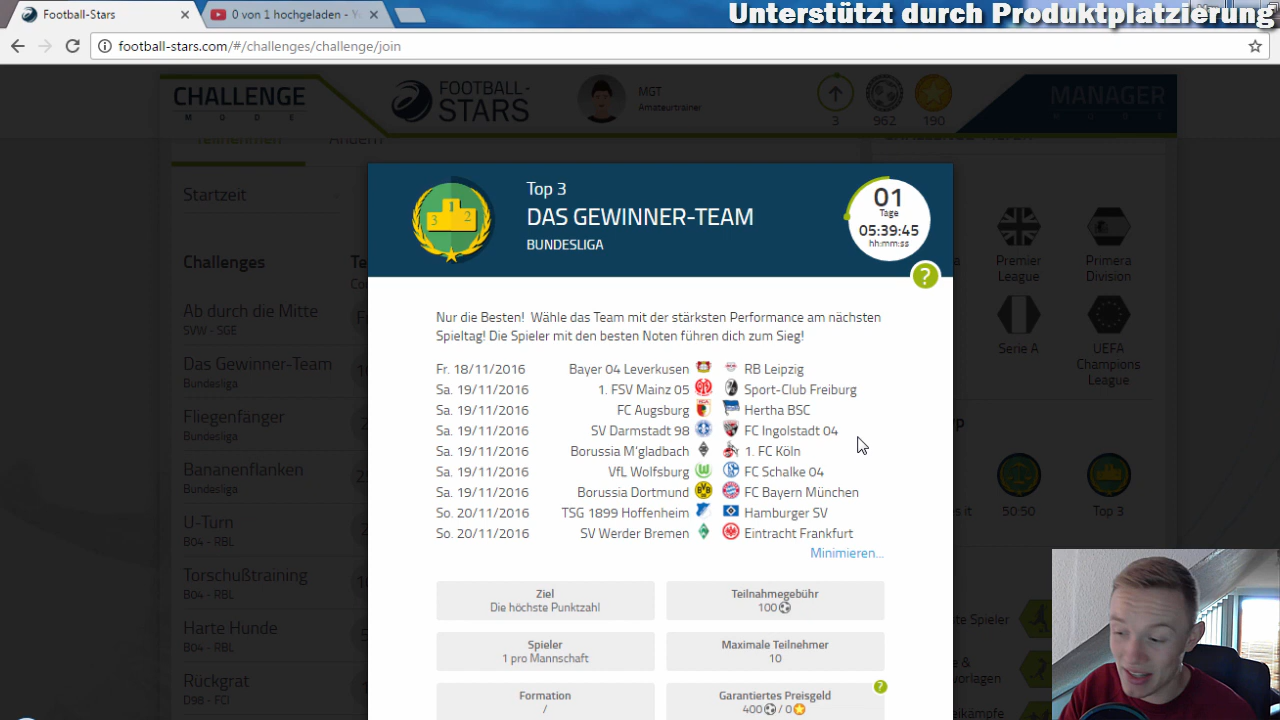 Football-Stars
0 von 1 hochgeladen -
Unterstützt durch Produktplatzierung
football-stars.com/#/challenges/challenge/join
CHALLENGE
M O D E
FOOTBALL-
STARS
MGT
Amateurtrainer
3
962
190
MANAGER
M O D E
Teilnehmen
Ändern
Startzeit
Challenges
Ab durch die Mitte
SVW - SGE
Das Gewinner-Team
Bundesliga
Fliegenfänger
Bundesliga
Bananenflanken
Bundesliga
U-Turn
B04 - RBL
Torschußtraining
B04 - RBL
Harte Hunde
B04 - RBL
Rückgrat
D98 - FCI
Top 3
DAS GEWINNER-TEAM
BUNDESLIGA
1
3 2
01
Tage
05:39:45
hh:mm:ss
?
Nur die Besten! Wähle das Team mit der stärksten Performance am nächsten
Spieltag! Die Spieler mit den besten Noten führen dich zum Sieg!
Fr. 18/11/2016 Bayer 04 Leverkusen RB Leipzig
Sa. 19/11/2016 1. FSV Mainz 05 Sport-Club Freiburg
Sa. 19/11/2016 FC Augsburg Hertha BSC
Sa. 19/11/2016 SV Darmstadt 98 FC Ingolstadt 04
Sa. 19/11/2016 Borussia M'gladbach 1. FC Köln
Sa. 19/11/2016 VfL Wolfsburg FC Schalke 04
Sa. 19/11/2016 Borussia Dortmund FC Bayern München
So. 20/11/2016 TSG 1899 Hoffenheim Hamburger SV
So. 20/11/2016 SV Werder Bremen Eintracht Frankfurt
Minimieren...
Ziel
Die höchste Punktzahl
Teilnahmegebühr
100
Spieler
1 pro Mannschaft
Maximale Teilnehmer
10
Formation
/
Garantiertes Preisgeld
400 / 0
?
Premier
League
Primera
Division
Serie A
UEFA
Champions
League
50:50
Top 3